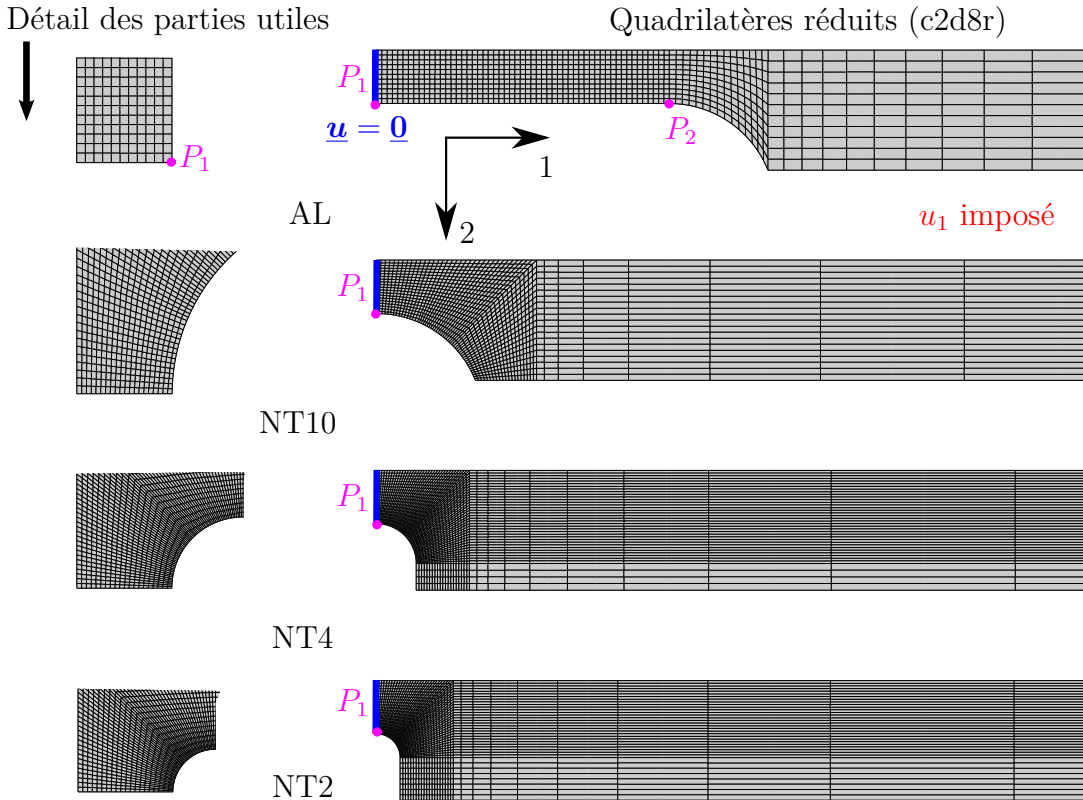 Détail des parties utiles
Quadrilatères réduits (c2d8r)
P₁
P₁
u = 0
P₂
1
2
AL
u₁ imposé
P₁
NT10
P₁
NT4
P₁
NT2